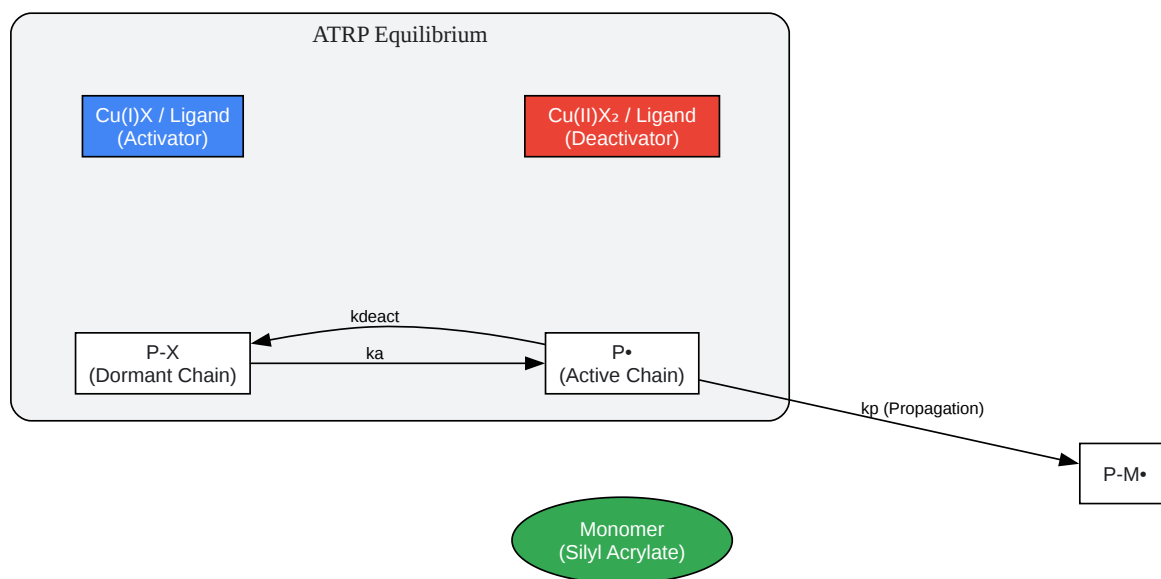 ATRP Equilibrium
Cu(I)X / Ligand
(Activator)
Cu(II)X₂ / Ligand
(Deactivator)
kdeact
P-X
(Dormant Chain)
ka
P•
(Active Chain)
kp (Propagation)
P-M•
Monomer
(Silyl Acrylate)